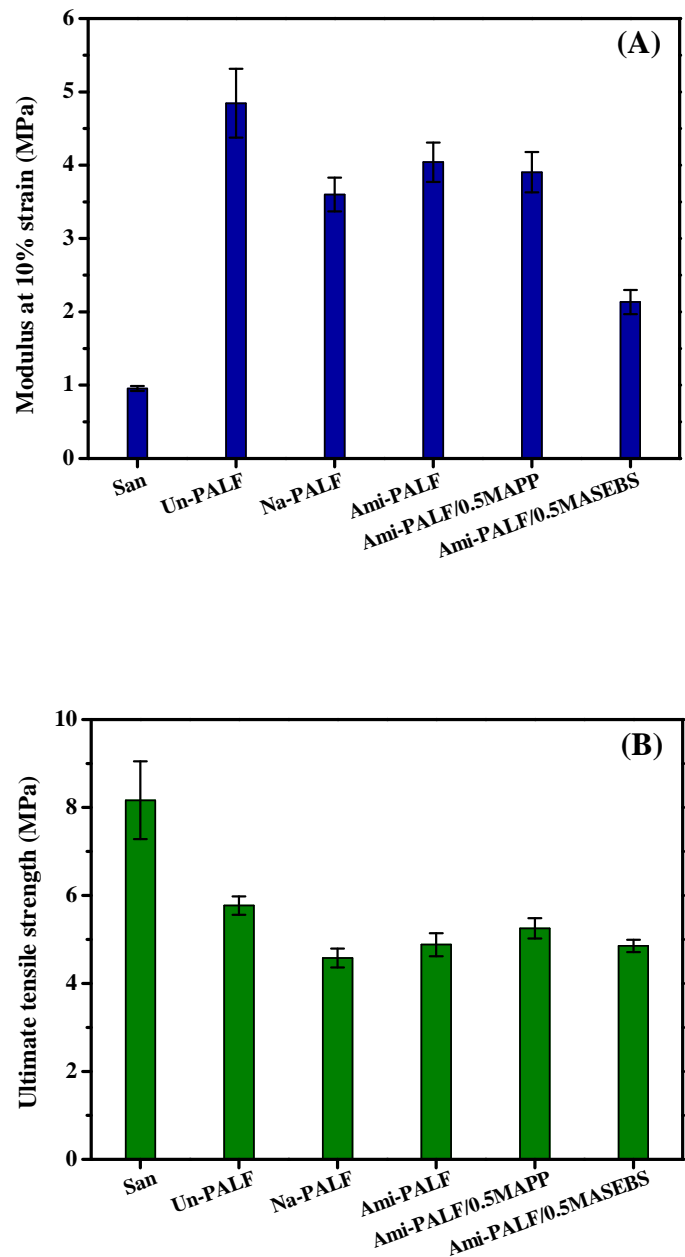 (A)
Modulus at 10% strain (MPa)
6
5
4
3
2
1
0
San
Un-PALF
Na-PALF
Ami-PALF
Ami-PALF/0.5MAPP
Ami-PALF/0.5MASEBS
(B)
Ultimate tensile strength (MPa)
10
8
6
4
2
0
San
Un-PALF
Na-PALF
Ami-PALF
Ami-PALF/0.5MAPP
Ami-PALF/0.5MASEBS